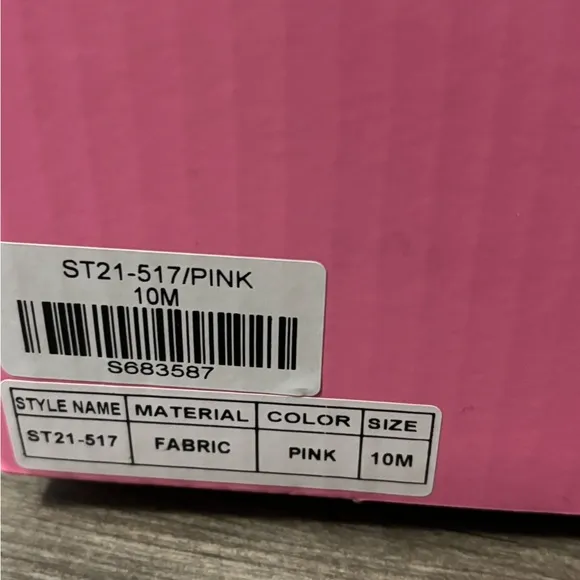 ST21-517/PINK
10M
S683587
STYLE NAME MATERIAL COLOR SIZE
ST21-517 FABRIC PINK 10M